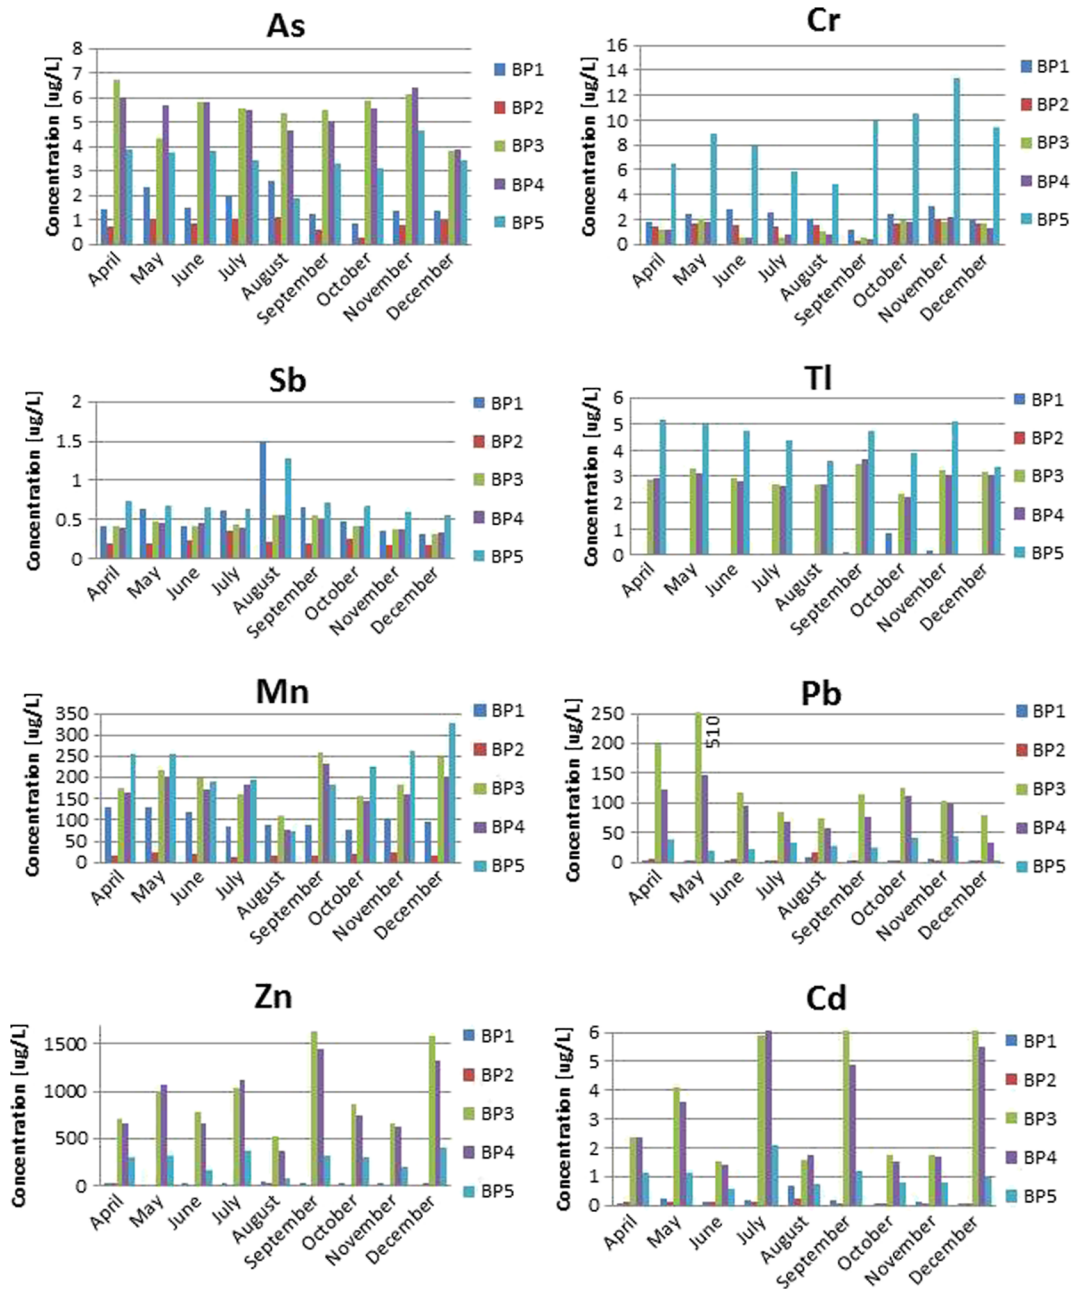 As
Concentration [ug/L]
8
7
6
5
4
3
2
1
0
April
May
June
July
August
September
October
November
December
BP1
BP2
BP3
BP4
BP5
Cr
Concentration [ug/L]
16
14
12
10
8
6
4
2
0
April
May
June
July
August
September
October
November
December
BP1
BP2
BP3
BP4
BP5
Sb
Concentration [ug/L]
2
1.5
1
0.5
0
April
May
June
July
August
September
October
November
December
BP1
BP2
BP3
BP4
BP5
Tl
Concentration [ug/L]
6
5
4
3
2
1
0
April
May
June
July
August
September
October
November
December
BP1
BP2
BP3
BP4
BP5
Mn
Concentration [ug/L]
350
300
250
200
150
100
50
0
April
May
June
July
August
September
October
November
December
BP1
BP2
BP3
BP4
BP5
Pb
Concentration [ug/L]
250
200
150
100
50
0
510
April
May
June
July
August
September
October
November
December
BP1
BP2
BP3
BP4
BP5
Zn
Concentration [ug/L]
1500
1000
500
0
April
May
June
July
August
September
October
November
December
BP1
BP2
BP3
BP4
BP5
Cd
Concentration [ug/L]
6
5
4
3
2
1
0
April
May
June
July
August
September
October
November
December
BP1
BP2
BP3
BP4
BP5